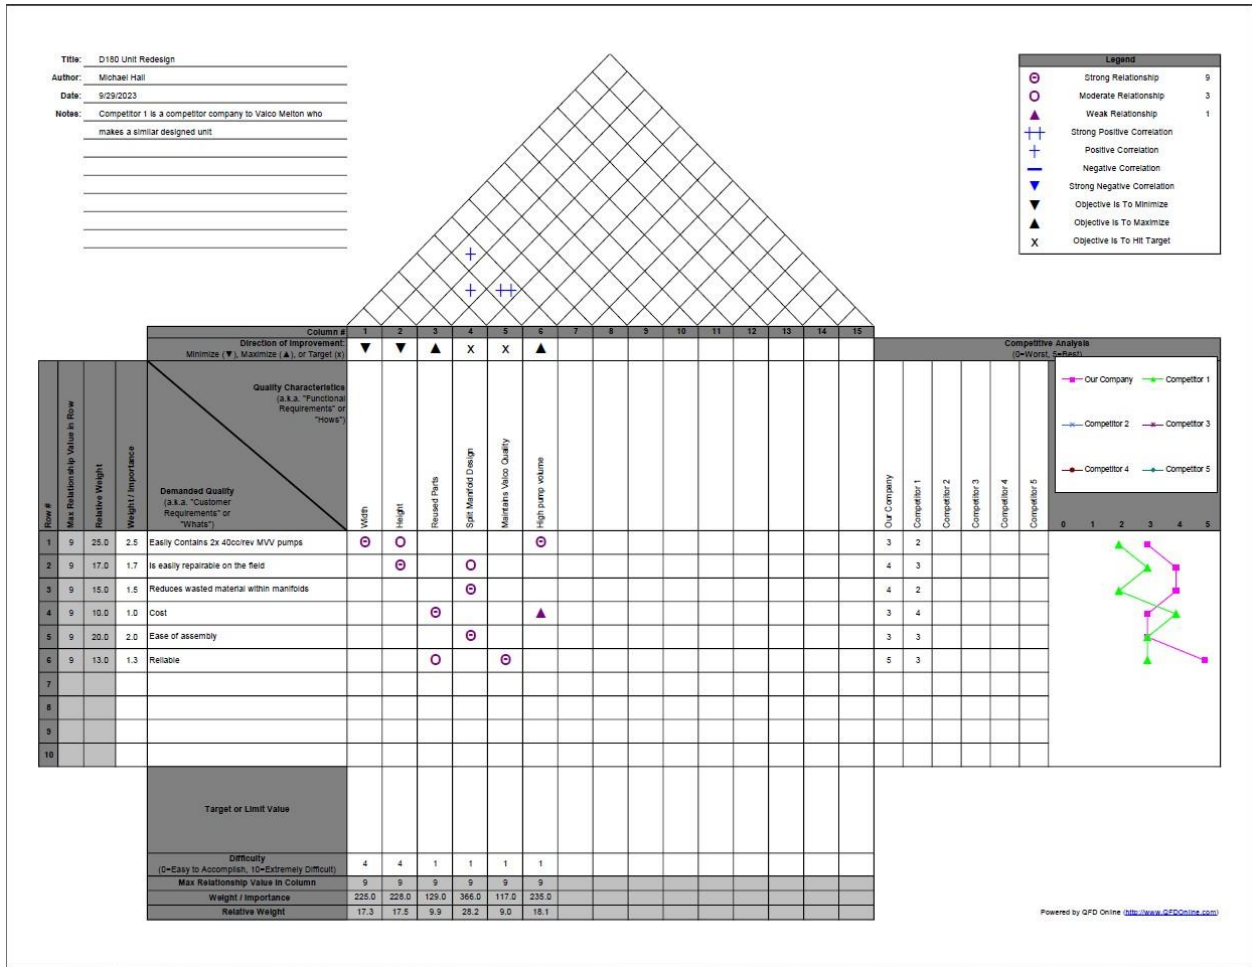 Title: D180 Unit Redesign
Author: Michael Hall
Date: 9/29/2023
Notes: Competitor 1 is a competitor company to Valco Melton who
makes a similar designed unit
Legend
Strong Relationship 9
Moderate Relationship 3
Weak Relationship 1
Strong Positive Correlation
Positive Correlation
Negative Correlation
Strong Negative Correlation
Objective Is To Minimize
Objective Is To Maximize
X Objective Is To Hit Target
Column # 1 2 3 4 5 6 7 8 9 10 11 12 13 14 15
Direction of Improvement:
Minimize (▼), Maximize (▲), or Target (x)
▼ ▼ ▲ X X ▲
Competitive Analysis
(0=Worst, 5=Best)
Row #
Max Relationship Value in Row
Relative Weight
Weight / Importance
Quality Characteristics
(a.k.a. "Functional
Requirements" or
"Hows")
Demanded Quality
(a.k.a. "Customer
Requirements" or
"Whats")
Width
Height
Reused Parts
Split Manifold Design
Maintans Valco Quality
High pump volume
Our Company
Competitor 1
Competitor 2
Competitor 3
Competitor 4
Competitor 5
Our Company Competitor 1
Competitor 2 Competitor 3
Competitor 4 Competitor 5
0 1 2 3 4 5
1 9 25.0 2.5 Easily Contains 2x 40cc/rev MVV pumps 3 2
2 9 17.0 1.7 Is easily repairable on the field 4 3
3 9 15.0 1.5 Reduces wasted material within manifolds 4 2
4 9 10.0 1.0 Cost 3 4
5 9 20.0 2.0 Ease of assembly 3 3
6 9 13.0 1.3 Reliable 5 3
7
8
9
10
Target or Limit Value
Difficulty
(0=Easy to Accomplish, 10=Extremely Difficult)
4 4 1 1 1 1
Max Relationship Value in Column 9 9 9 9 9 9
Weight / Importance 225.0 228.0 129.0 366.0 117.0 235.0
Relative Weight 17.3 17.5 9.9 28.2 9.0 18.1
Powered by QFD Online (http://www.QFDOnline.com)